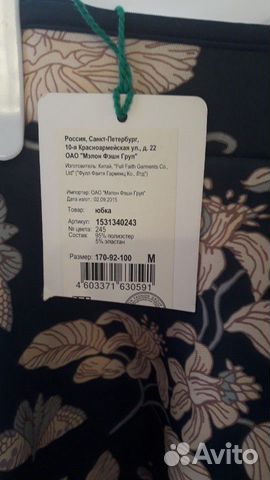 Россия, Санкт-Петербург,
10-я Красноармейская ул., д. 22
ОАО "Мэлон Фэшн Груп"
Изготовитель: Китай, "Full Faith Garments Co.,
Ltd" ("Фулл Фаитх Гарментц Ко., Лтд")
Импортер: ОАО "Мэлон Фэшн Груп"
Дата изгот.: 02.09.2015
Товар: юбка
Артикул: 1531340243
№ цвета: 245
Состав: 95% полиэстер
5% эластан
Размер: 170-92-100 M
4 603371 630591
Avito